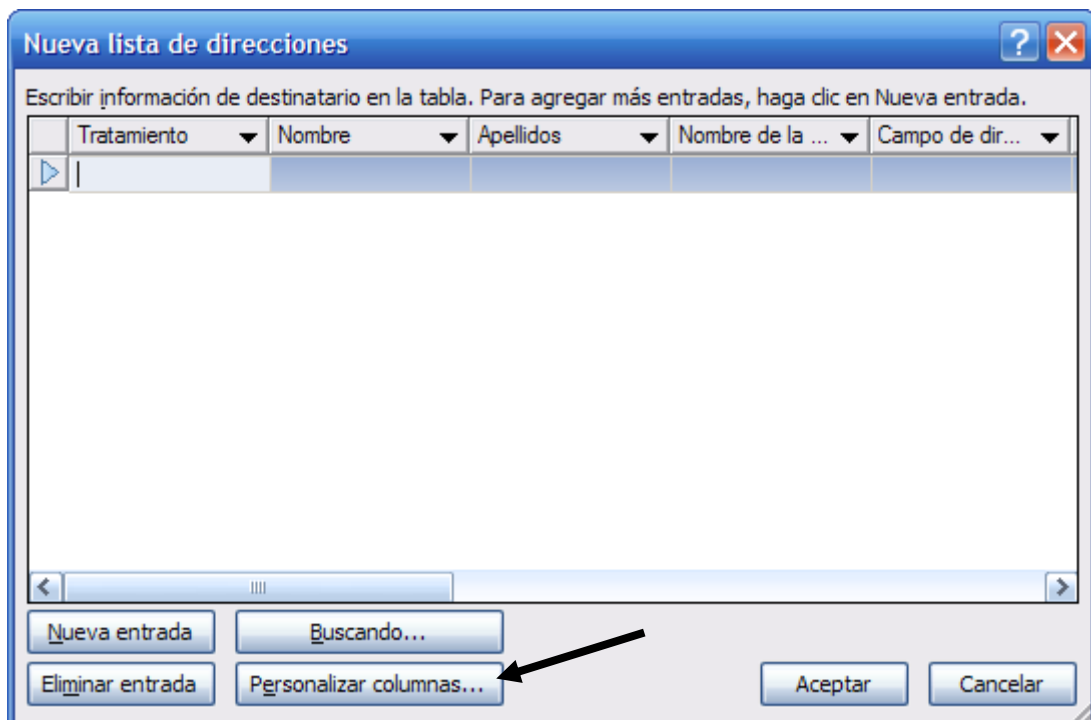 Nueva lista de direcciones
Escribir información de destinatario en la tabla. Para agregar más entradas, haga clic en Nueva entrada.
Tratamiento Nombre Apellidos Nombre de la ... Campo de dir...
Nueva entrada Buscando...
Eliminar entrada Personalizar columnas... Aceptar Cancelar